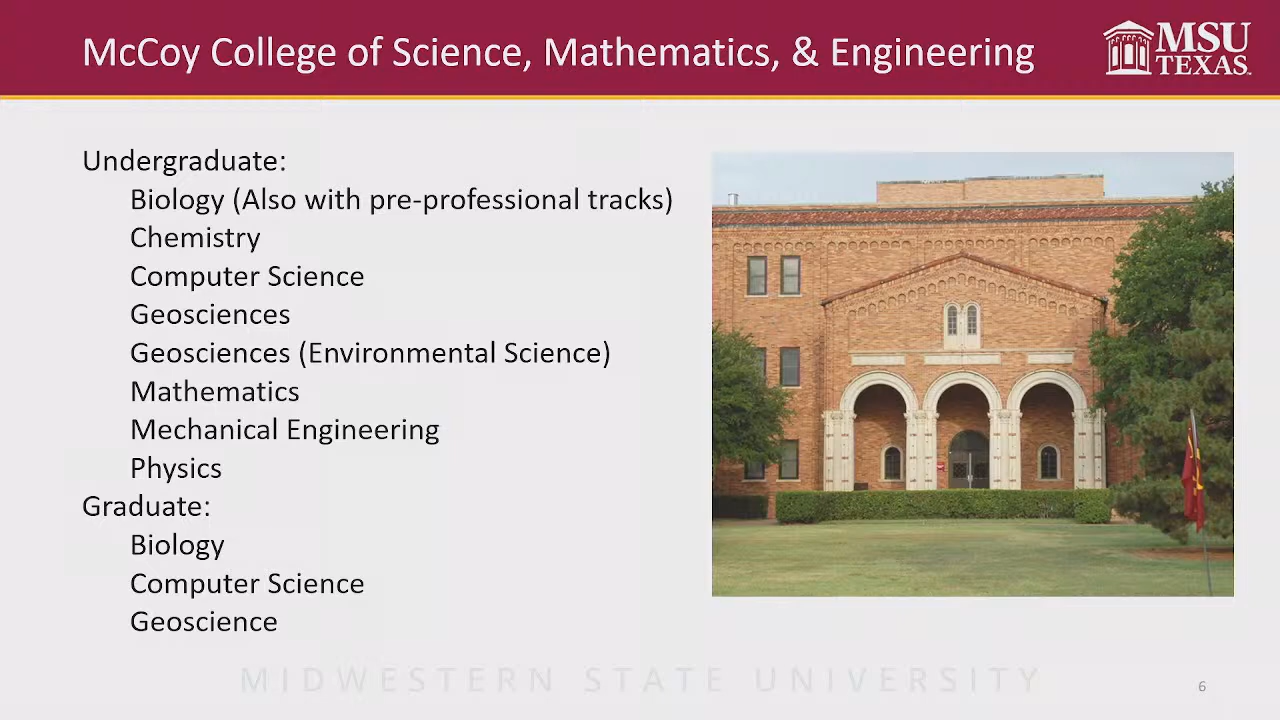 McCoy College of Science, Mathematics, & Engineering
MSU
TEXAS
Undergraduate:
Biology (Also with pre-professional tracks)
Chemistry
Computer Science
Geosciences
Geosciences (Environmental Science)
Mathematics
Mechanical Engineering
Physics
Graduate:
Biology
Computer Science
Geoscience
MIDWESTERN STATE UNIVERSITY
6